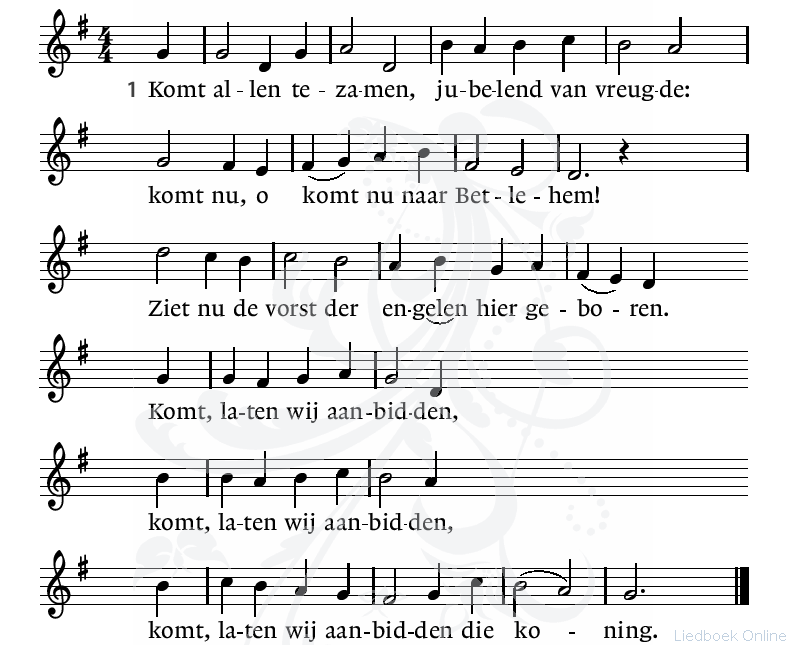 1 Komt al - len te - za-men, ju-be-lend van vreug-de:
komt nu, o komt nu naar Bet - le - hem!
Ziet nu de vorst der en-gelen hier ge - bo - ren.
Komt, la-ten wij aan-bid-den,
komt, la-ten wij aan-bid-den,
komt, la-ten wij aan-bid-den die ko - ning.
Liedboek Online